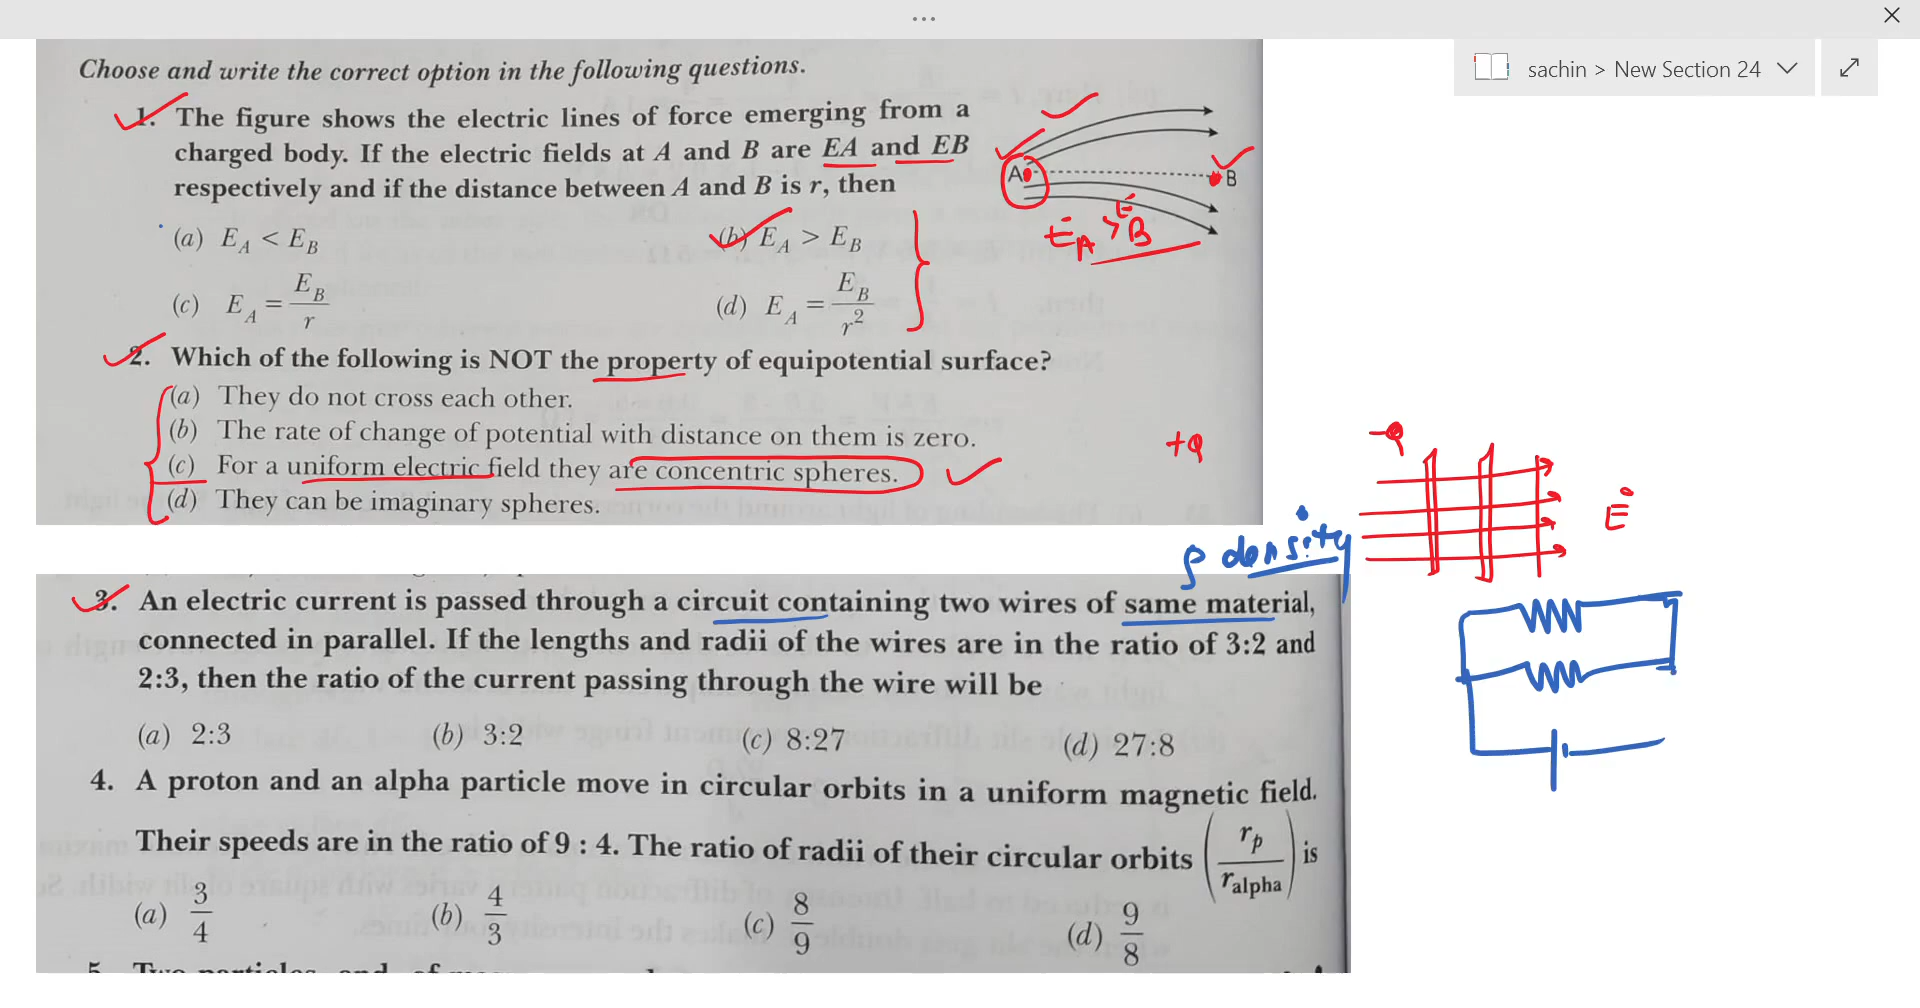 sachin > New Section 24
Choose and write the correct option in the following questions.
1. The figure shows the electric lines of force emerging from a
charged body. If the electric fields at A and B are EA and EB
respectively and if the distance between A and B is r, then
A
B
E
E_A > B
(a) E_A < E_B
(b) E_A > E_B
(c) E_A = E_B/r
(d) E_A = E_B/r²
2. Which of the following is NOT the property of equipotential surface?
(a) They do not cross each other.
(b) The rate of change of potential with distance on them is zero.
(c) For a uniform electric field they are concentric spheres.
(d) They can be imaginary spheres.
+Q
-Q
E
ρ density
3. An electric current is passed through a circuit containing two wires of same material,
connected in parallel. If the lengths and radii of the wires are in the ratio of 3:2 and
2:3, then the ratio of the current passing through the wire will be
(a) 2:3
(b) 3:2
(c) 8:27
(d) 27:8
4. A proton and an alpha particle move in circular orbits in a uniform magnetic field.
Their speeds are in the ratio of 9 : 4. The ratio of radii of their circular orbits (r_p/r_alpha) is
(a) 3/4
(b) 4/3
(c) 8/9
(d) 9/8